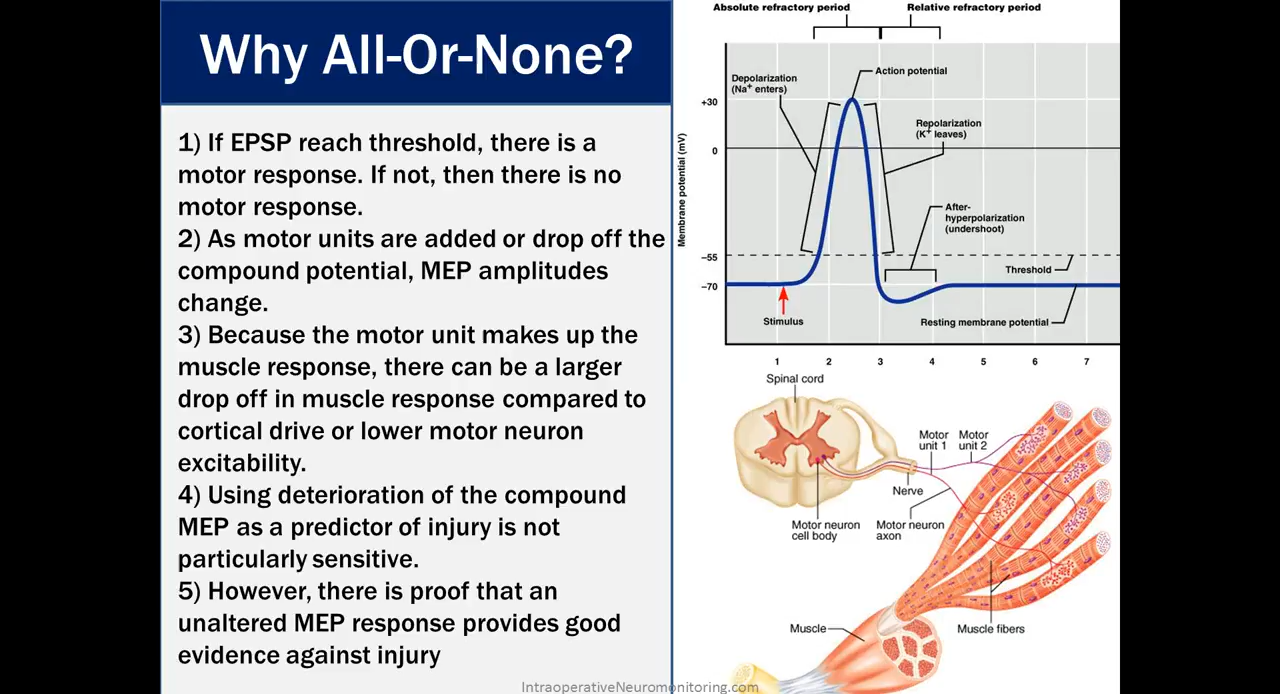 Why All-Or-None?
1) If EPSP reach threshold, there is a
motor response. If not, then there is no
motor response.
2) As motor units are added or drop off the
compound potential, MEP amplitudes
change.
3) Because the motor unit makes up the
muscle response, there can be a larger
drop off in muscle response compared to
cortical drive or lower motor neuron
excitability.
4) Using deterioration of the compound
MEP as a predictor of injury is not
particularly sensitive.
5) However, there is proof that an
unaltered MEP response provides good
evidence against injury
Absolute refractory period
Relative refractory period
Membrane potential (mV)
+30
0
–55
–70
Depolarization
(Na+ enters)
Action potential
Repolarization
(K+ leaves)
After-
hyperpolarization
(undershoot)
Threshold
Stimulus
Resting membrane potential
1 2 3 4 5 6 7
Spinal cord
Motor
unit 1
Motor
unit 2
Nerve
Motor neuron
cell body
Motor neuron
axon
Muscle
Muscle fibers
IntraoperativeNeuromonitoring.com